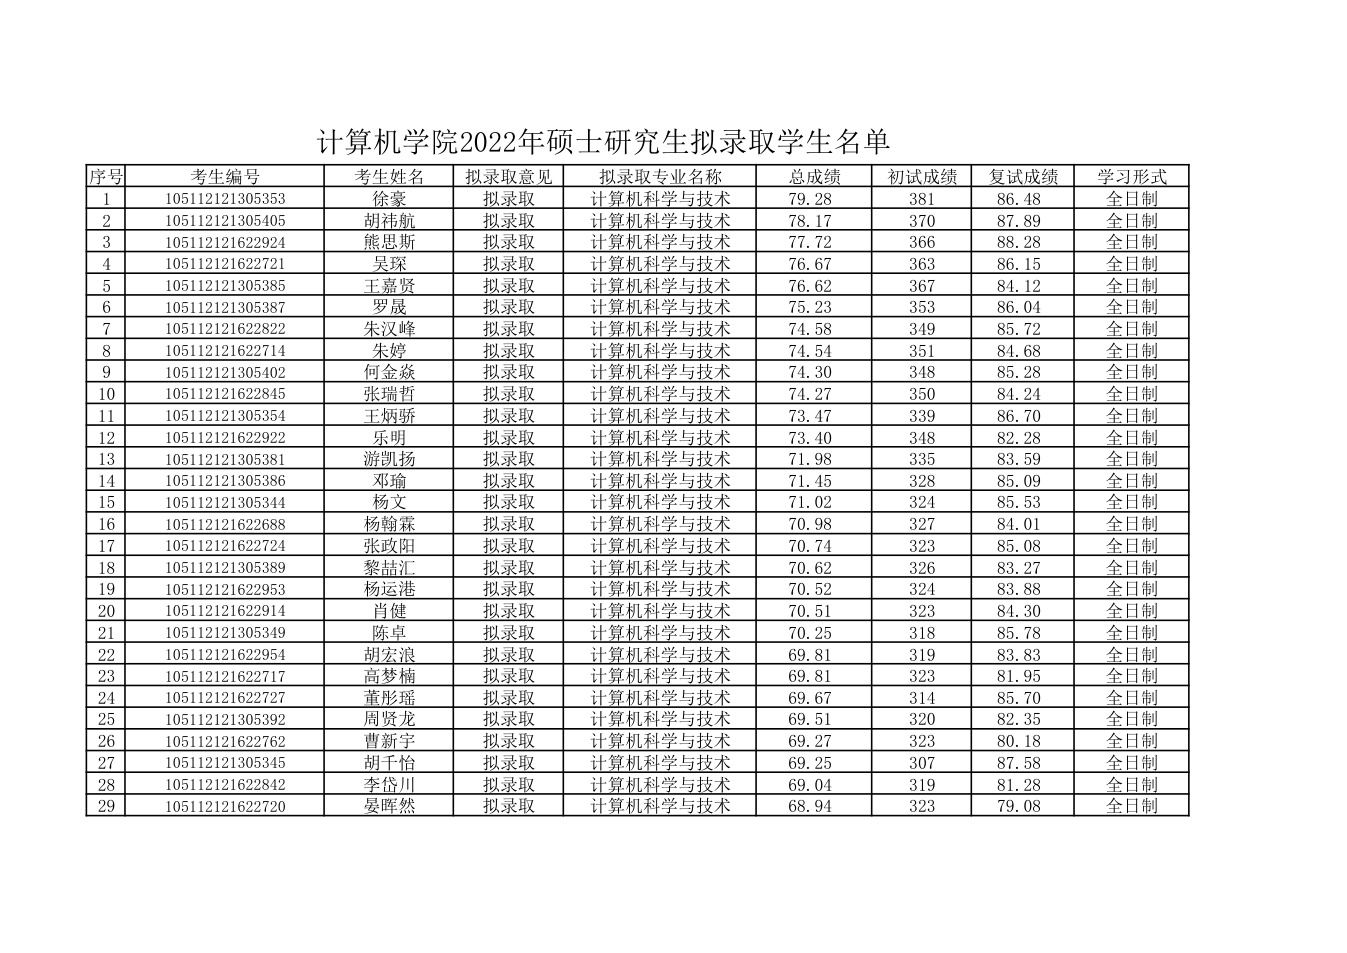 计算机学院2022年硕士研究生拟录取学生名单
序号 考生编号 考生姓名 拟录取意见 拟录取专业名称 总成绩 初试成绩 复试成绩 学习形式
1 105112121305353 徐豪 拟录取 计算机科学与技术 79.28 381 86.48 全日制
2 105112121305405 胡祎航 拟录取 计算机科学与技术 78.17 370 87.89 全日制
3 105112121622924 熊思斯 拟录取 计算机科学与技术 77.72 366 88.28 全日制
4 105112121622721 吴琛 拟录取 计算机科学与技术 76.67 363 86.15 全日制
5 105112121305385 王嘉贤 拟录取 计算机科学与技术 76.62 367 84.12 全日制
6 105112121305387 罗晟 拟录取 计算机科学与技术 75.23 353 86.04 全日制
7 105112121622822 朱汉峰 拟录取 计算机科学与技术 74.58 349 85.72 全日制
8 105112121622714 朱婷 拟录取 计算机科学与技术 74.54 351 84.68 全日制
9 105112121305402 何金焱 拟录取 计算机科学与技术 74.30 348 85.28 全日制
10 105112121622845 张瑞哲 拟录取 计算机科学与技术 74.27 350 84.24 全日制
11 105112121305354 王炳骄 拟录取 计算机科学与技术 73.47 339 86.70 全日制
12 105112121622922 乐明 拟录取 计算机科学与技术 73.40 348 82.28 全日制
13 105112121305381 游凯扬 拟录取 计算机科学与技术 71.98 335 83.59 全日制
14 105112121305386 邓瑜 拟录取 计算机科学与技术 71.45 328 85.09 全日制
15 105112121305344 杨文 拟录取 计算机科学与技术 71.02 324 85.53 全日制
16 105112121622688 杨翰霖 拟录取 计算机科学与技术 70.98 327 84.01 全日制
17 105112121622724 张政阳 拟录取 计算机科学与技术 70.74 323 85.08 全日制
18 105112121305389 黎喆汇 拟录取 计算机科学与技术 70.62 326 83.27 全日制
19 105112121622953 杨运港 拟录取 计算机科学与技术 70.52 324 83.88 全日制
20 105112121622914 肖健 拟录取 计算机科学与技术 70.51 323 84.30 全日制
21 105112121305349 陈卓 拟录取 计算机科学与技术 70.25 318 85.78 全日制
22 105112121622954 胡宏浪 拟录取 计算机科学与技术 69.81 319 83.83 全日制
23 105112121622717 高梦楠 拟录取 计算机科学与技术 69.81 323 81.95 全日制
24 105112121622727 董彤瑶 拟录取 计算机科学与技术 69.67 314 85.70 全日制
25 105112121305392 周贤龙 拟录取 计算机科学与技术 69.51 320 82.35 全日制
26 105112121622762 曹新宇 拟录取 计算机科学与技术 69.27 323 80.18 全日制
27 105112121305345 胡千怡 拟录取 计算机科学与技术 69.25 307 87.58 全日制
28 105112121622842 李岱川 拟录取 计算机科学与技术 69.04 319 81.28 全日制
29 105112121622720 晏晖然 拟录取 计算机科学与技术 68.94 323 79.08 全日制